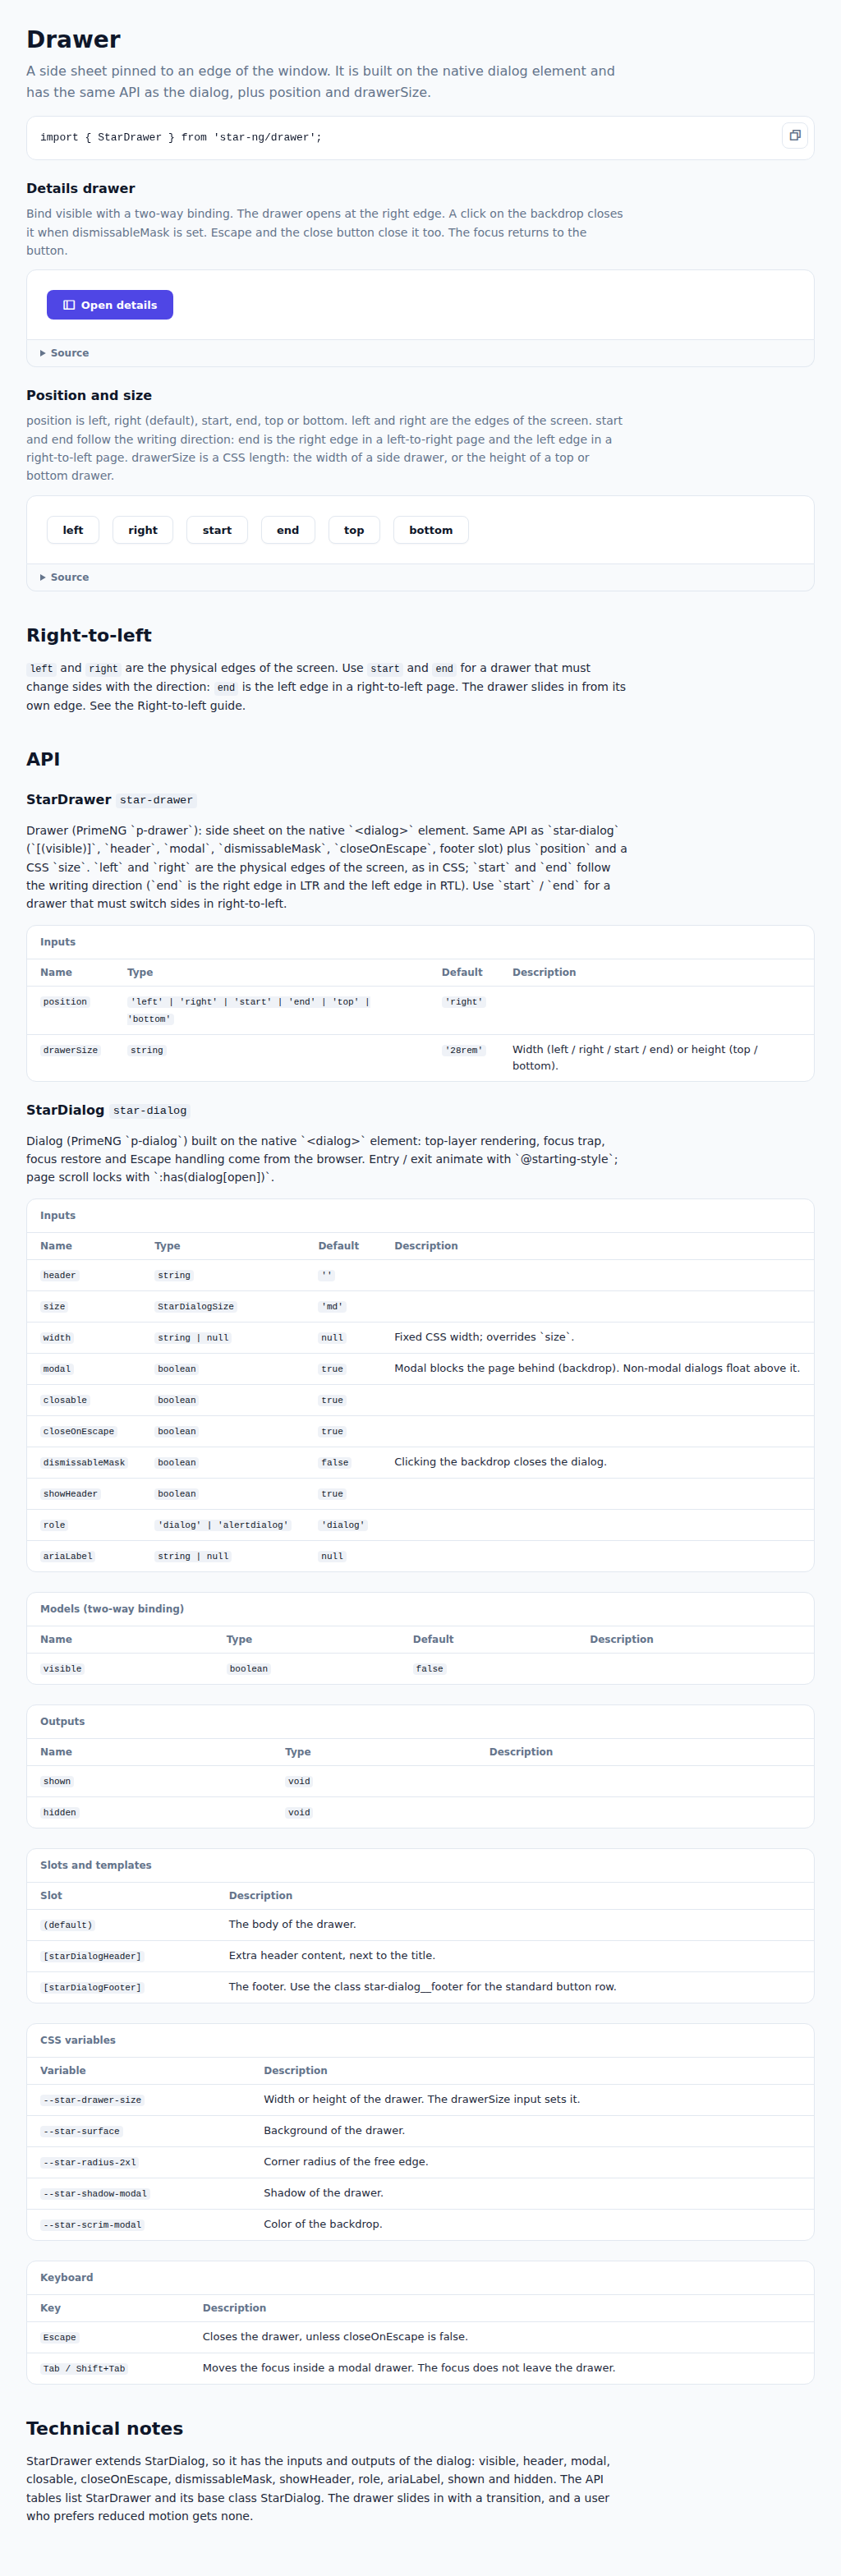 Drawer
A side sheet pinned to an edge of the window. It is built on the native dialog element and
has the same API as the dialog, plus position and drawerSize.
import { StarDrawer } from 'star-ng/drawer';
Details drawer
Bind visible with a two-way binding. The drawer opens at the right edge. A click on the backdrop closes
it when dismissableMask is set. Escape and the close button close it too. The focus returns to the
button.
Open details
Source
Position and size
position is left, right (default), start, end, top or bottom. left and right are the edges of the screen. start
and end follow the writing direction: end is the right edge in a left-to-right page and the left edge in a
right-to-left page. drawerSize is a CSS length: the width of a side drawer, or the height of a top or
bottom drawer.
left right start end top bottom
Source
Right-to-left
left and right are the physical edges of the screen. Use start and end for a drawer that must
change sides with the direction: end is the left edge in a right-to-left page. The drawer slides in from its
own edge. See the Right-to-left guide.
API
StarDrawer star-drawer
Drawer (PrimeNG `p-drawer`): side sheet on the native `<dialog>` element. Same API as `star-dialog`
(`[(visible)]`, `header`, `modal`, `dismissableMask`, `closeOnEscape`, footer slot) plus `position` and a
CSS `size`. `left` and `right` are the physical edges of the screen, as in CSS; `start` and `end` follow
the writing direction (`end` is the right edge in LTR and the left edge in RTL). Use `start` / `end` for a
drawer that must switch sides in right-to-left.
Inputs
Name Type Default Description
position 'left' | 'right' | 'start' | 'end' | 'top' | 'right'
'bottom'
drawerSize string '28rem' Width (left / right / start / end) or height (top /
bottom).
StarDialog star-dialog
Dialog (PrimeNG `p-dialog`) built on the native `<dialog>` element: top-layer rendering, focus trap,
focus restore and Escape handling come from the browser. Entry / exit animate with `@starting-style`;
page scroll locks with `:has(dialog[open])`.
Inputs
Name Type Default Description
header string ''
size StarDialogSize 'md'
width string | null null Fixed CSS width; overrides `size`.
modal boolean true Modal blocks the page behind (backdrop). Non-modal dialogs float above it.
closable boolean true
closeOnEscape boolean true
dismissableMask boolean false Clicking the backdrop closes the dialog.
showHeader boolean true
role 'dialog' | 'alertdialog' 'dialog'
ariaLabel string | null null
Models (two-way binding)
Name Type Default Description
visible boolean false
Outputs
Name Type Description
shown void
hidden void
Slots and templates
Slot Description
(default) The body of the drawer.
[starDialogHeader] Extra header content, next to the title.
[starDialogFooter] The footer. Use the class star-dialog__footer for the standard button row.
CSS variables
Variable Description
--star-drawer-size Width or height of the drawer. The drawerSize input sets it.
--star-surface Background of the drawer.
--star-radius-2xl Corner radius of the free edge.
--star-shadow-modal Shadow of the drawer.
--star-scrim-modal Color of the backdrop.
Keyboard
Key Description
Escape Closes the drawer, unless closeOnEscape is false.
Tab / Shift+Tab Moves the focus inside a modal drawer. The focus does not leave the drawer.
Technical notes
StarDrawer extends StarDialog, so it has the inputs and outputs of the dialog: visible, header, modal,
closable, closeOnEscape, dismissableMask, showHeader, role, ariaLabel, shown and hidden. The API
tables list StarDrawer and its base class StarDialog. The drawer slides in with a transition, and a user
who prefers reduced motion gets none.